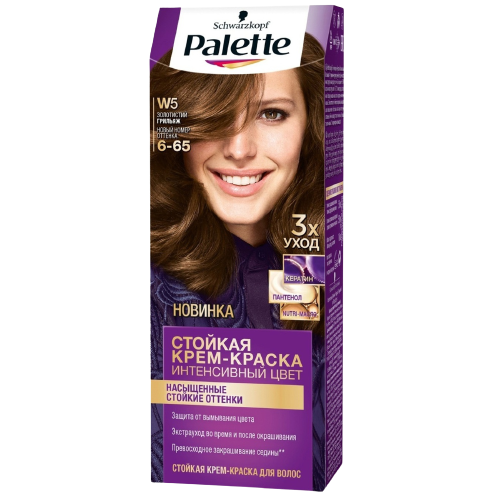 Schwarzkopf
Palette
W5
ЗОЛОТИСТЫЙ
ГРИЛЬЯЖ
НОВЫЙ НОМЕР
ОТТЕНКА
6-65
3x
УХОД
КЕРАТИН
ПАНТЕНОЛ
НОВИНКА
СТОЙКАЯ
КРЕМ-КРАСКА
ИНТЕНСИВНЫЙ ЦВЕТ
НАСЫЩЕННЫЕ
СТОЙКИЕ ОТТЕНКИ
Защита от вымывания цвета
Экстрауход во время и после окрашивания
Превосходное закрашивание седины**
СТОЙКАЯ КРЕМ-КРАСКА ДЛЯ ВОЛОС